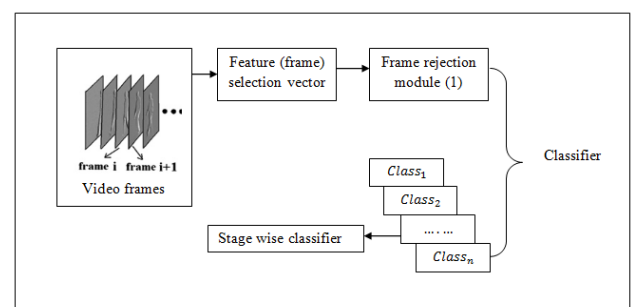 frame i frame i+1
Video frames
Feature (frame)
selection vector
Frame rejection
module (1)
Classifier
Class₁
Class₂
... ...
Classₙ
Stage wise classifier